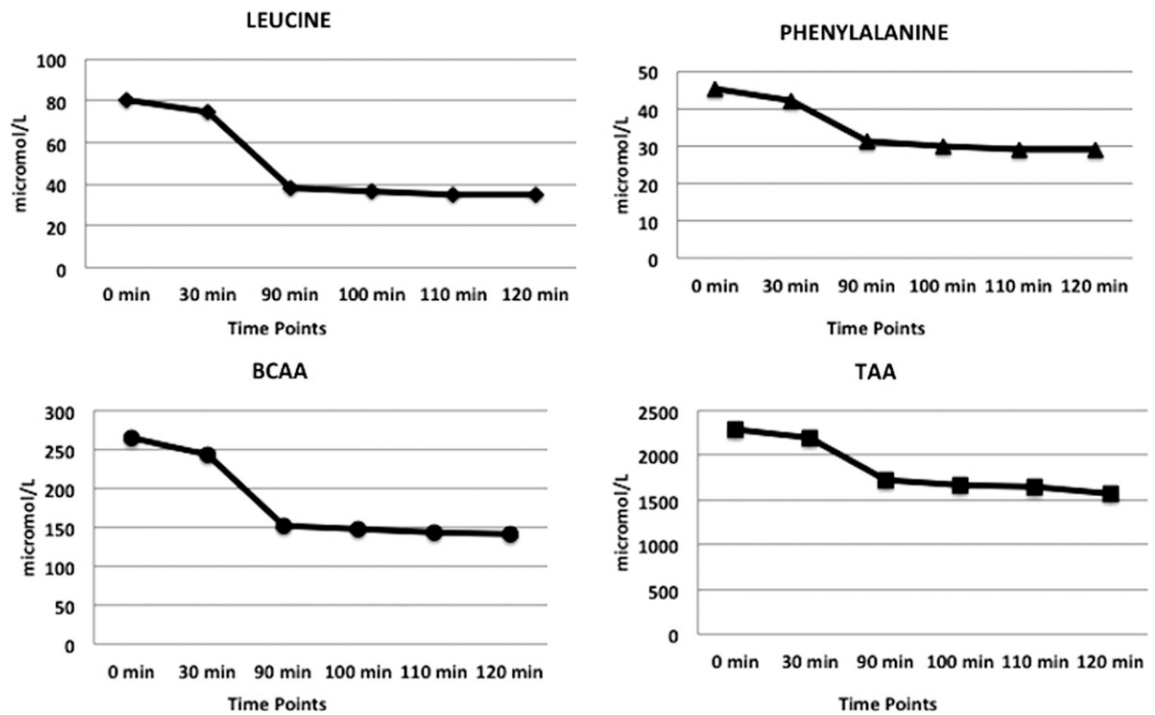 LEUCINE
100
80
60
40
20
0
micromol/L
0 min 30 min 90 min 100 min 110 min 120 min
Time Points
PHENYLALANINE
50
40
30
20
10
0
micromol/L
0 min 30 min 90 min 100 min 110 min 120 min
Time Points
BCAA
300
250
200
150
100
50
0
micromol/L
0 min 30 min 90 min 100 min 110 min 120 min
Time Points
TAA
2500
2000
1500
1000
500
0
micromol/L
0 min 30 min 90 min 100 min 110 min 120 min
Time Points